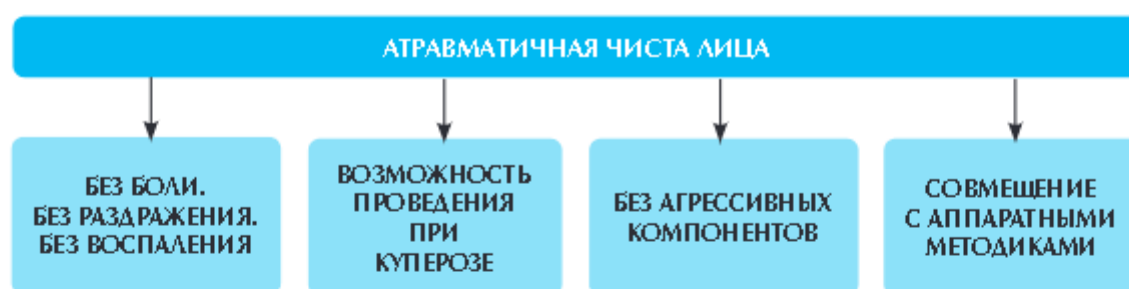 АТРАВМАТИЧНАЯ ЧИСТА ЛИЦА
БЕЗ БОЛИ.
БЕЗ РАЗДРАЖЕНИЯ.
БЕЗ ВОСПАЛЕНИЯ
ВОЗМОЖНОСТЬ
ПРОВЕДЕНИЯ
ПРИ
КУПЕРОЗЕ
БЕЗ АГРЕССИВНЫХ
КОМПОНЕНТОВ
СОВМЕЩЕНИЕ
С АППАРАТНЫМИ
МЕТОДИКАМИ